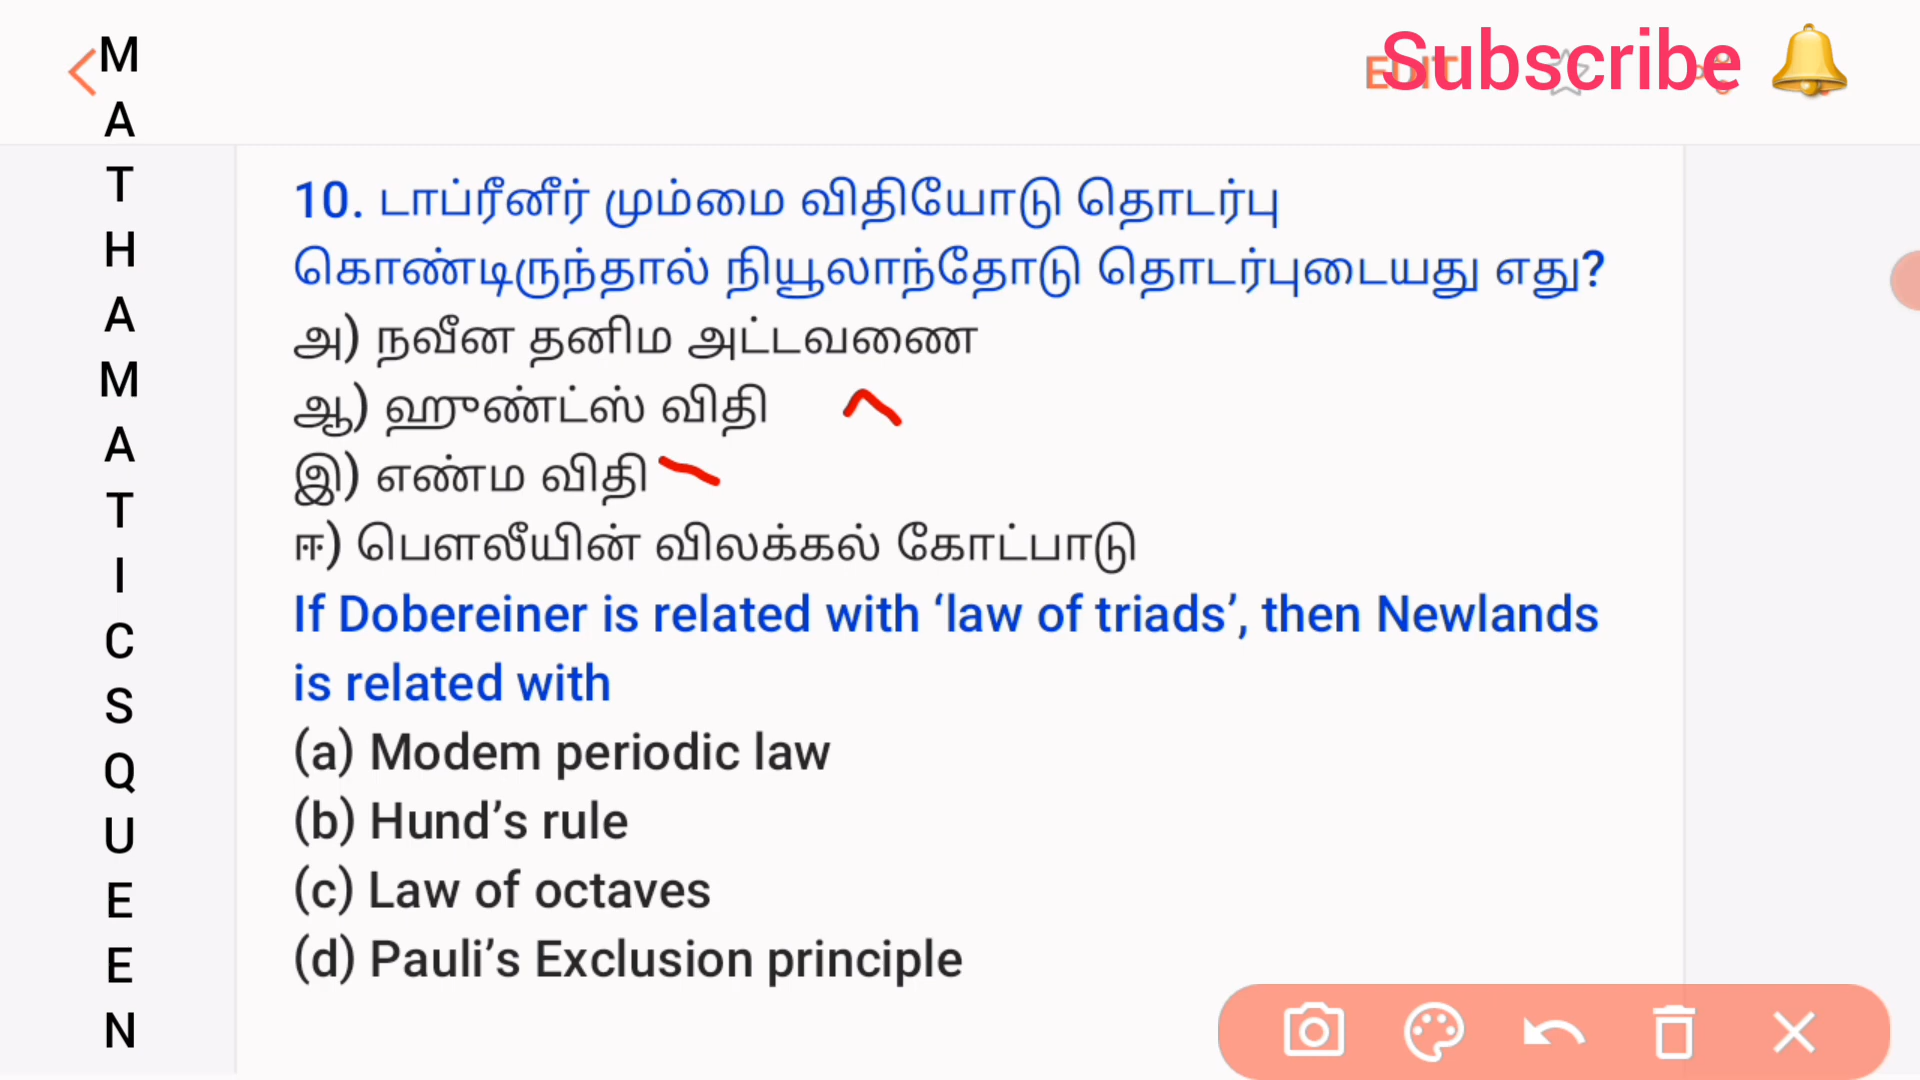 MATHAMATICSQUEEN
Subscribe
10. டாப்ரீனீர் மும்மை விதியோடு தொடர்பு
கொண்டிருந்தால் நியூலாந்தோடு தொடர்புடையது எது?
அ) நவீன தனிம அட்டவணை
ஆ) ஹுண்ட்ஸ் விதி
இ) எண்ம விதி
ஈ) பௌலீயின் விலக்கல் கோட்பாடு
If Dobereiner is related with ‘law of triads’, then Newlands
is related with
(a) Modem periodic law
(b) Hund’s rule
(c) Law of octaves
(d) Pauli’s Exclusion principle